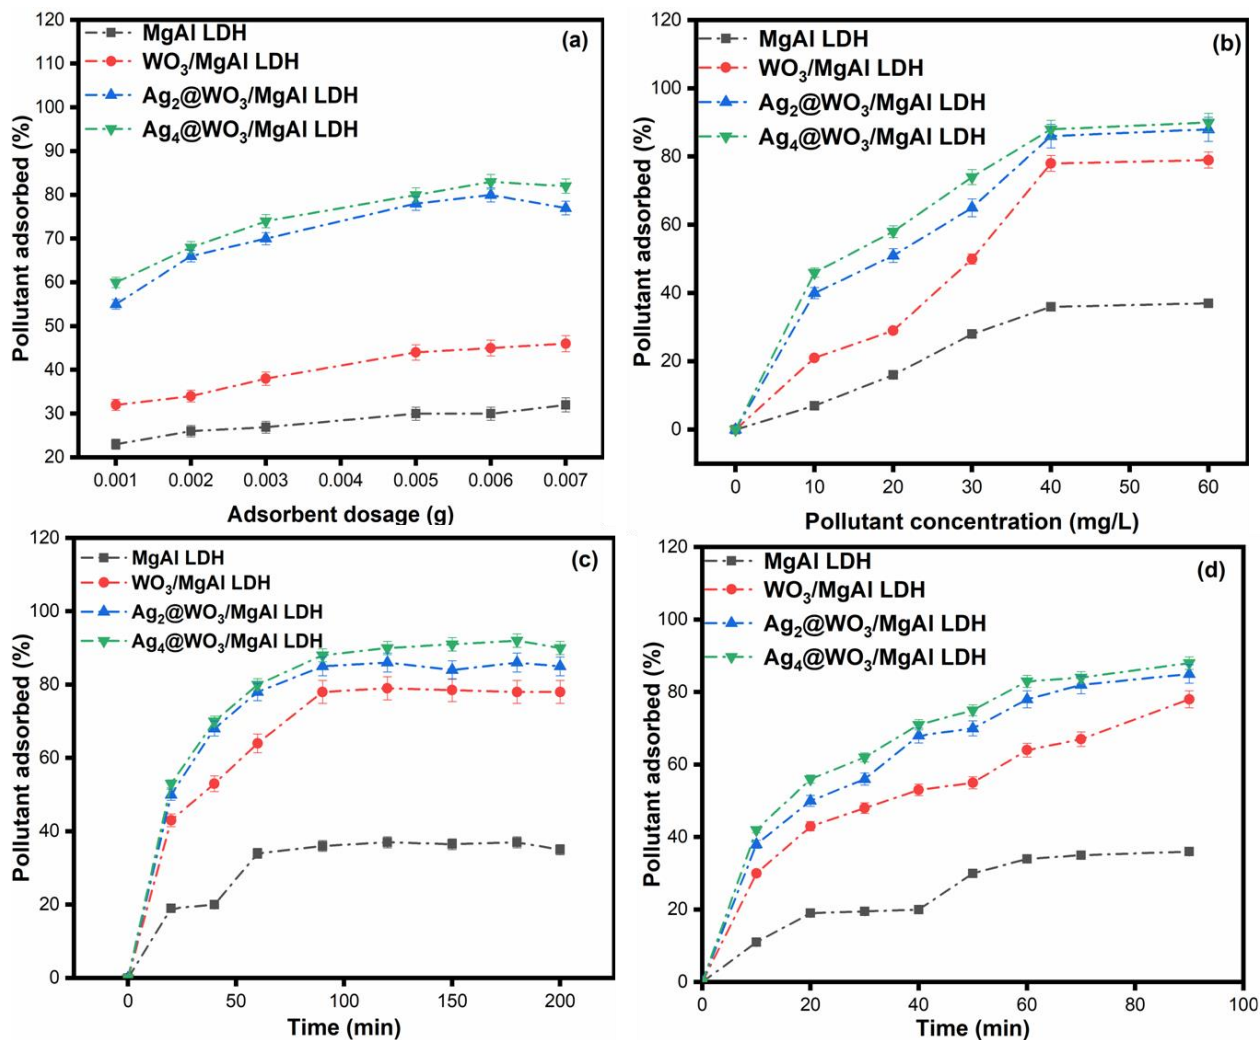 120
110
100
90
80
70
60
50
40
30
20
Pollutant adsorbed (%)
MgAl LDH
WO₃/MgAl LDH
Ag₂@WO₃/MgAl LDH
Ag₄@WO₃/MgAl LDH
(a)
0.001 0.002 0.003 0.004 0.005 0.006 0.007
Adsorbent dosage (g)
120
100
80
60
40
20
0
Pollutant adsorbed (%)
MgAl LDH
WO₃/MgAl LDH
Ag₂@WO₃/MgAl LDH
Ag₄@WO₃/MgAl LDH
(b)
0 10 20 30 40 50 60
Pollutant concentration (mg/L)
120
100
80
60
40
20
0
Pollutant adsorbed (%)
MgAl LDH
WO₃/MgAl LDH
Ag₂@WO₃/MgAl LDH
Ag₄@WO₃/MgAl LDH
(c)
0 50 100 150 200
Time (min)
120
100
80
60
40
20
0
Pollutant adsorbed (%)
MgAl LDH
WO₃/MgAl LDH
Ag₂@WO₃/MgAl LDH
Ag₄@WO₃/MgAl LDH
(d)
0 20 40 60 80 100
Time (min)